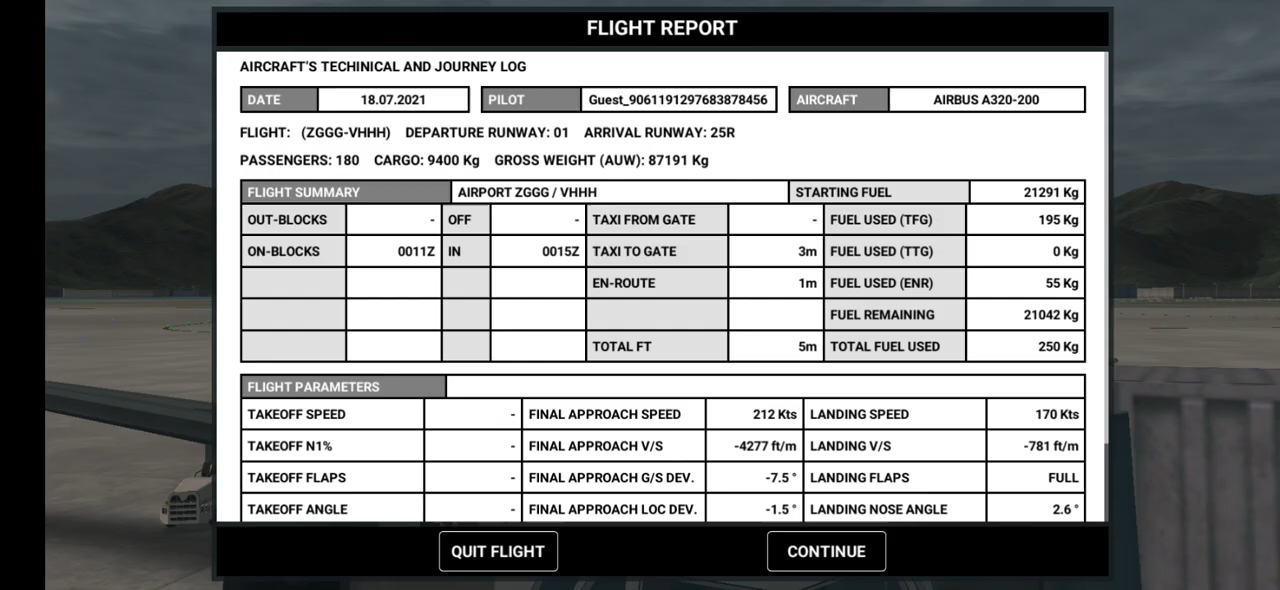 FLIGHT REPORT
AIRCRAFT'S TECHINICAL AND JOURNEY LOG
DATE 18.07.2021 PILOT Guest_9061191297683878456 AIRCRAFT AIRBUS A320-200
FLIGHT: (ZGGG-VHHH) DEPARTURE RUNWAY: 01 ARRIVAL RUNWAY: 25R
PASSENGERS: 180 CARGO: 9400 Kg GROSS WEIGHT (AUW): 87191 Kg
FLIGHT SUMMARY AIRPORT ZGGG / VHHH STARTING FUEL 21291 Kg
OUT-BLOCKS - OFF - TAXI FROM GATE - FUEL USED (TFG) 195 Kg
ON-BLOCKS 0011Z IN 0015Z TAXI TO GATE 3m FUEL USED (TTG) 0 Kg
EN-ROUTE 1m FUEL USED (ENR) 55 Kg
FUEL REMAINING 21042 Kg
TOTAL FT 5m TOTAL FUEL USED 250 Kg
FLIGHT PARAMETERS
TAKEOFF SPEED - FINAL APPROACH SPEED 212 Kts LANDING SPEED 170 Kts
TAKEOFF N1% - FINAL APPROACH V/S -4277 ft/m LANDING V/S -781 ft/m
TAKEOFF FLAPS - FINAL APPROACH G/S DEV. -7.5 ° LANDING FLAPS FULL
TAKEOFF ANGLE - FINAL APPROACH LOC DEV. -1.5 ° LANDING NOSE ANGLE 2.6 °
QUIT FLIGHT CONTINUE